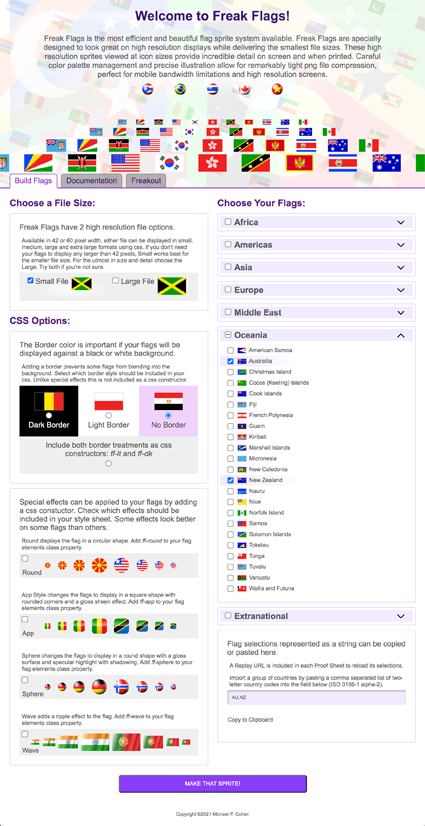 Welcome to Freak Flags!
Freak Flags is the most efficient and beautiful flag sprite system available. Freak Flags are specially
designed to look great on high resolution displays while delivering the smallest file sizes. These high
resolution sprites viewed at icon sizes provide incredible detail on screen and when printed. Careful
color palette management and precise illustration allow for remarkably tight png file compression,
perfect for mobile bandwidth limitations and high resolution screens.
Build Flags
Documentation
Freakout
Choose a File Size:
Freak Flags have 2 high resolution file options.
Available in 42 or 60 pixel width, either file can be displayed in small,
medium, large and extra large formats using css. If you don't need
your flags to display any larger than 42 pixels, Small works best for
the smaller file size. For the utmost in size and detail choose the
Large. Try both if you're not sure.
Small File
Large File
CSS Options:
The Border color is important if your flags will be
displayed against a black or white background.
Adding a border prevents some flags from blending into the
background. Select which border style should be included in your
css. Unlike special effects this is not included as a css constructor.
Dark Border
Light Border
No Border
Include both border treatments as css
constructors: ff-lt and ff-dk
Special effects can be applied to your flags by adding
a css constuctor. Check which effects should be
included in your style sheet. Some effects look better
on some flags than others.
Round displays the flag in a circular shape. Add ff-round to your flag
elements class property.
Round
App Style changes the flags to display in a square shape with
rounded corners and a gloss sheen effect. Add ff-app to your flag
elements class property.
App
Sphere changes the flags to display in a round shape with a gloss
surface and specular highlight with shadowing. Add ff-sphere to your
flag elements class property.
Sphere
Wave adds a ripple effect to the flag. Add ff-wave to your flag
elements class property.
Wave
Choose Your Flags:
Africa
Americas
Asia
Europe
Middle East
Oceania
American Samoa
Australia
Christmas Island
Cocos (Keeling) Islands
Cook Islands
Fiji
French Polynesia
Guam
Kiribati
Marshall Islands
Micronesia
New Caledonia
New Zealand
Nauru
Niue
Norfolk Island
Samoa
Solomon Islands
Tokelau
Tonga
Tuvalu
Vanuatu
Wallis and Futuna
Extranational
Flag selections represented as a string can be copied
or pasted here.
A Replay URL is included in each Proof Sheet to reload its selections.
Import a group of countries by pasting a comma seperated list of two-
letter country codes into the field below (ISO 3166-1 alpha-2).
AU,NZ
Copy to Clipboard
MAKE THAT SPRITE!
Copyright ©2021 Michael P. Cohen